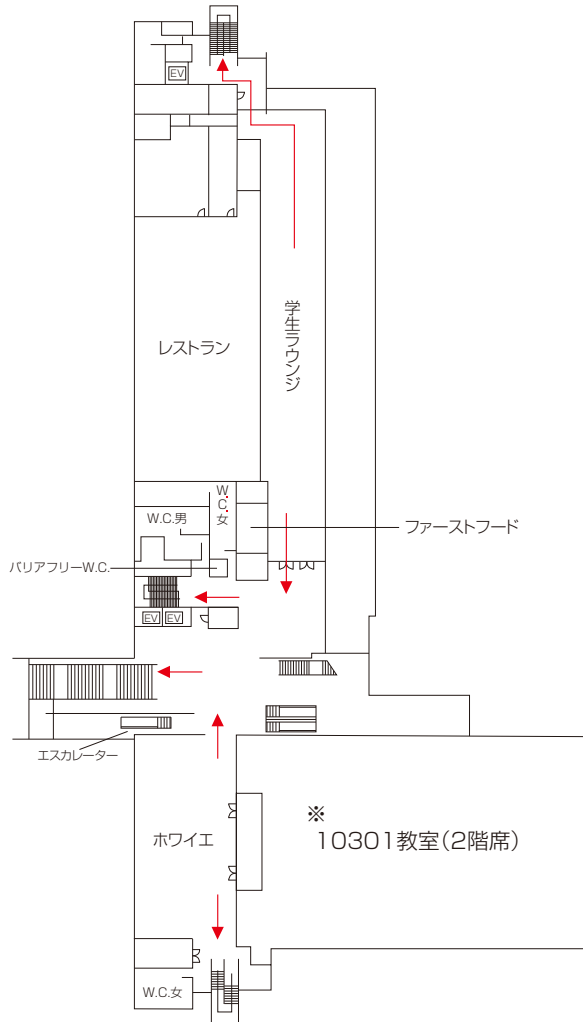 EV
学生ラウンジ
レストラン
W.C.女
W.C.男
ファーストフード
バリアフリーW.C.
EV EV
エスカレーター
※
10301教室(2階席)
ホワイエ
W.C.女